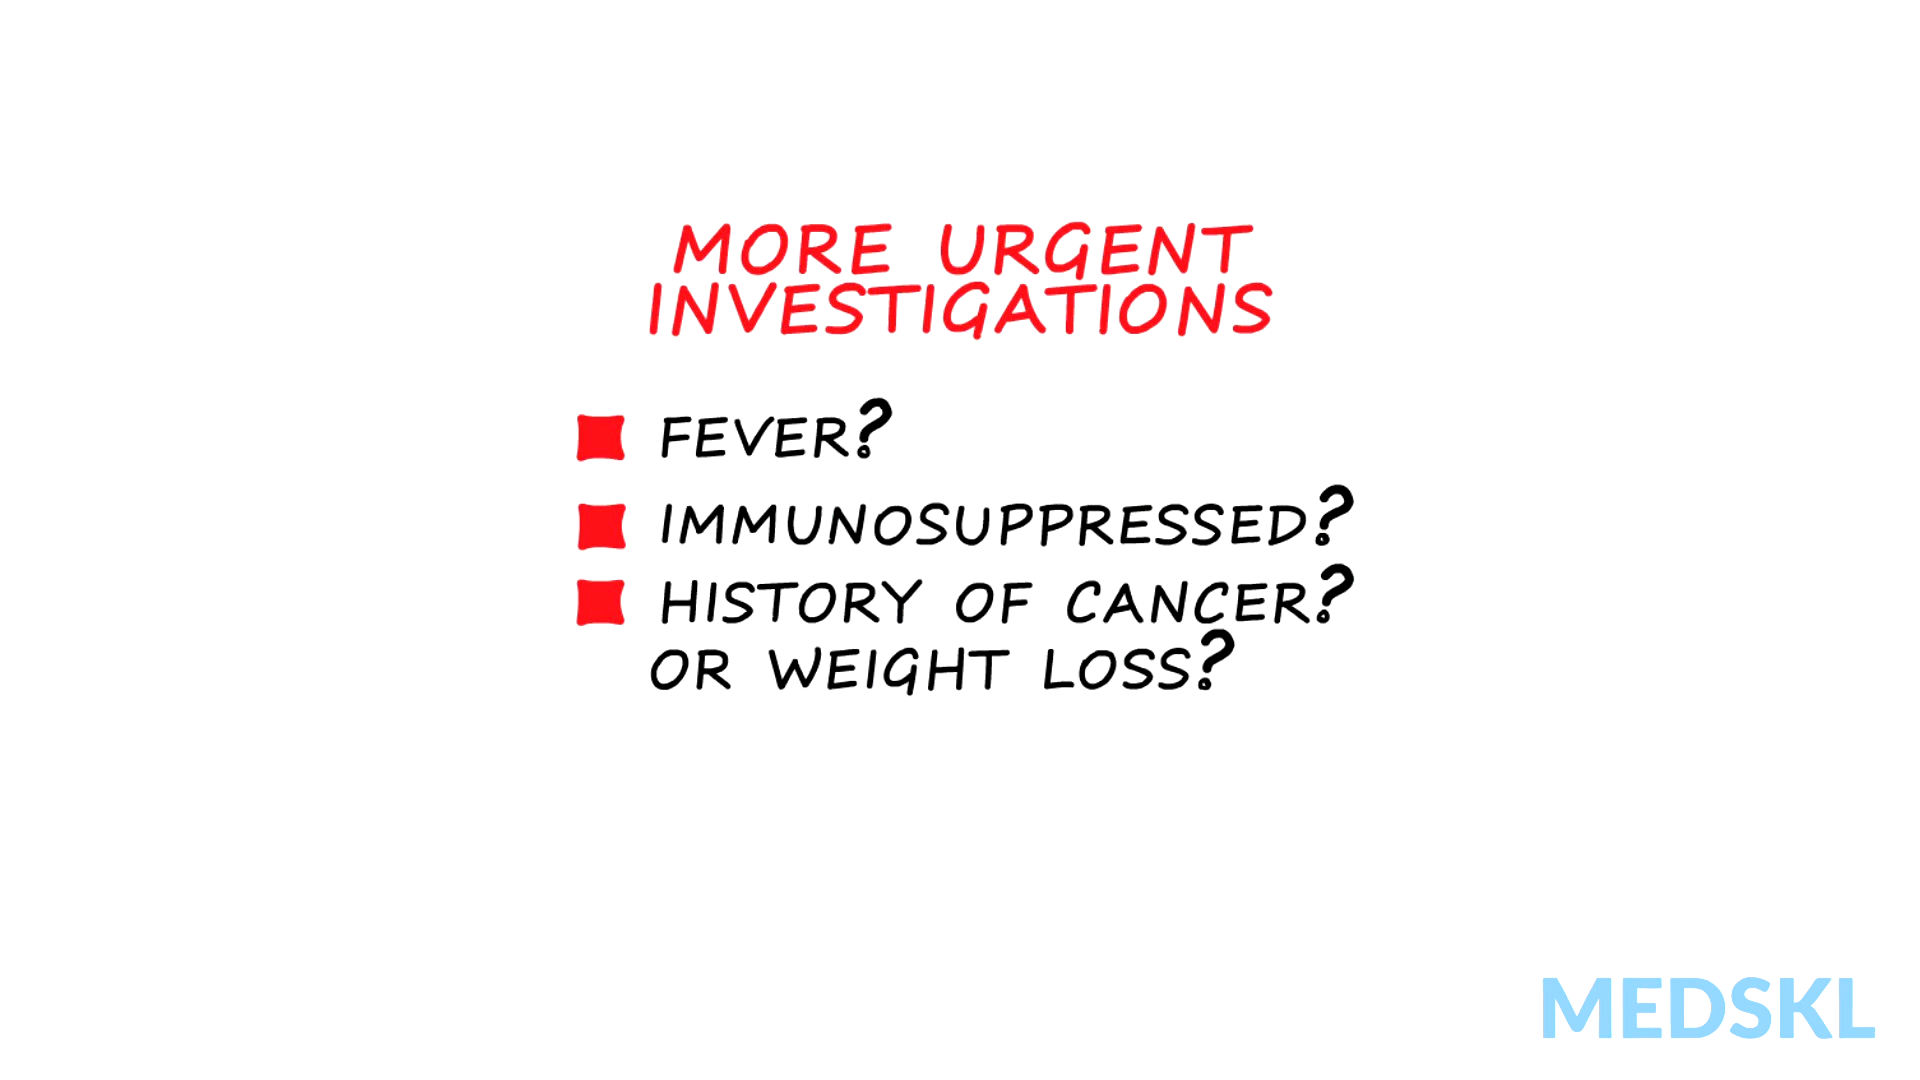 MORE URGENT
INVESTIGATIONS
FEVER?
IMMUNOSUPPRESSED?
HISTORY OF CANCER?
OR WEIGHT LOSS?
MEDSKL